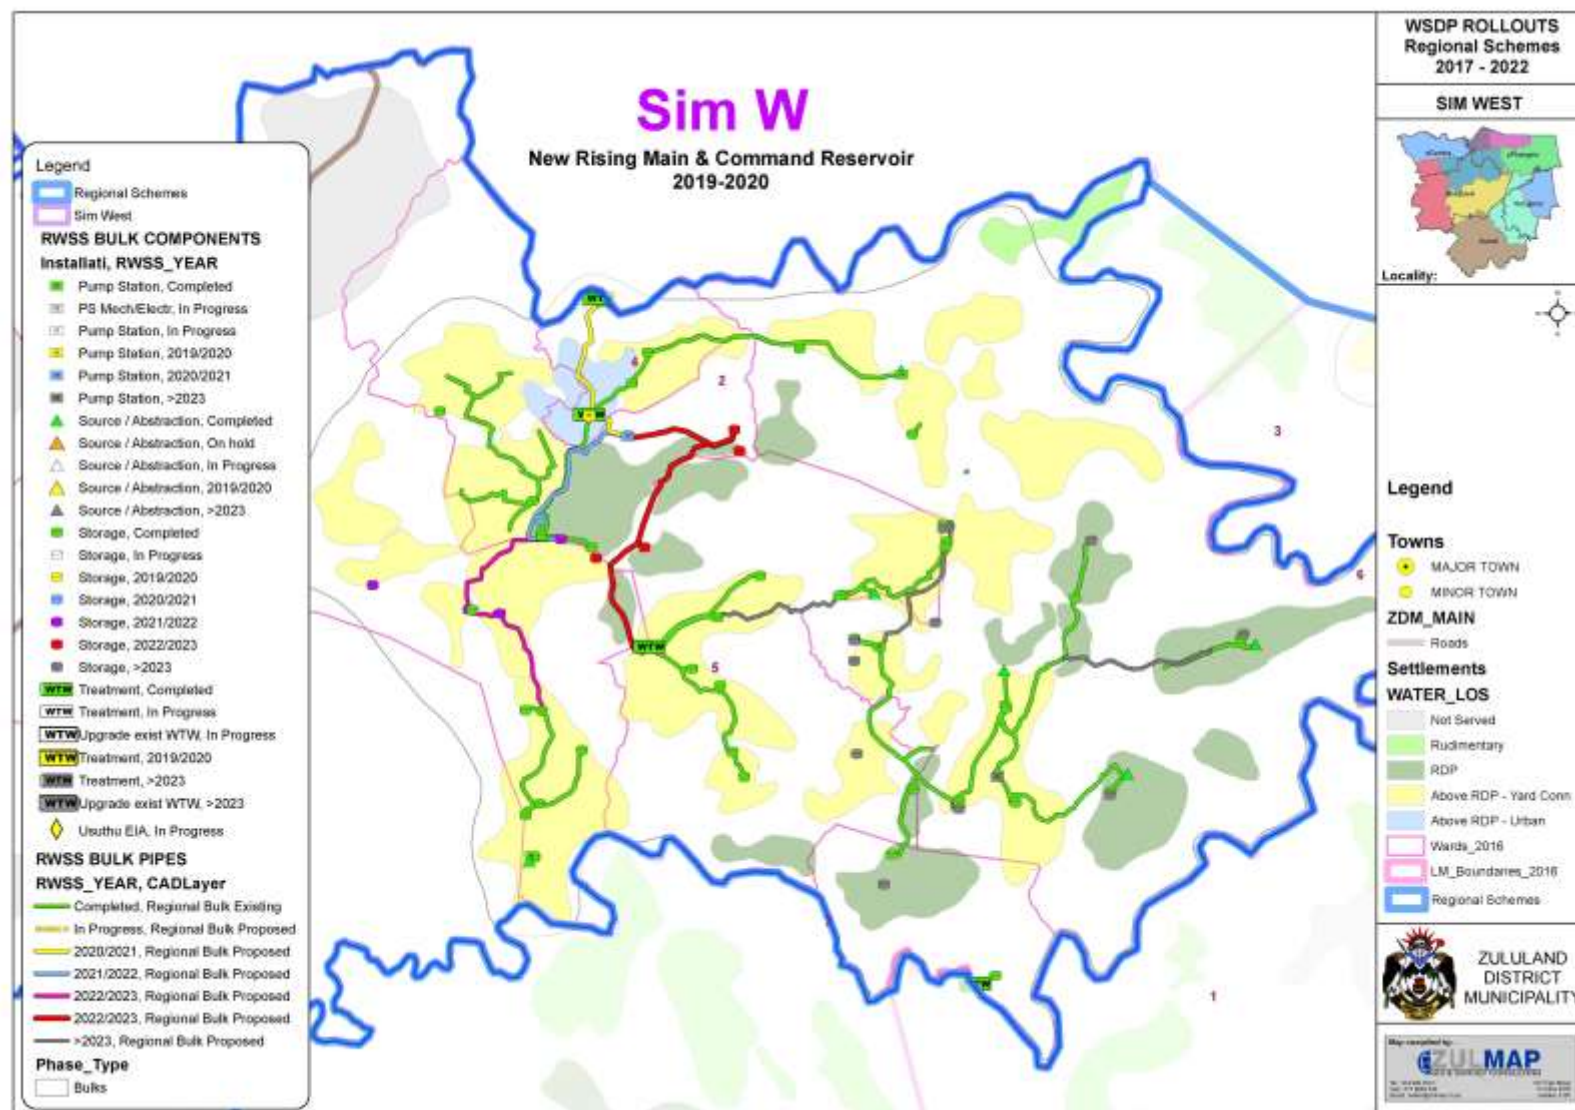 Sim W
New Rising Main & Command Reservoir
2019-2020
Legend
Regional Schemes
Sim West
RWSS BULK COMPONENTS
Installati, RWSS_YEAR
Pump Station, Completed
PS Mech/Electr, In Progress
Pump Station, In Progress
Pump Station, 2019/2020
Pump Station, 2020/2021
Pump Station, >2023
Source / Abstraction, Completed
Source / Abstraction, On hold
Source / Abstraction, In Progress
Source / Abstraction, 2019/2020
Source / Abstraction, >2023
Storage, Completed
Storage, In Progress
Storage, 2019/2020
Storage, 2020/2021
Storage, 2021/2022
Storage, 2022/2023
Storage, >2023
WTW Treatment, Completed
WTW Treatment, In Progress
WTW Upgrade exist WTW, In Progress
WTW Treatment, 2019/2020
WTW Treatment, >2023
WTW Upgrade exist WTW, >2023
Usuthu EIA, In Progress
RWSS BULK PIPES
RWSS_YEAR, CADLayer
Completed, Regional Bulk Existing
In Progress, Regional Bulk Proposed
2020/2021, Regional Bulk Proposed
2021/2022, Regional Bulk Proposed
2022/2023, Regional Bulk Proposed
2022/2023, Regional Bulk Proposed
>2023, Regional Bulk Proposed
Phase_Type
Bulks
WT
4
2
3
W
6
WTW
5
W
1
WSDP ROLLOUTS
Regional Schemes
2017 - 2022
SIM WEST
Locality:
Legend
Towns
MAJOR TOWN
MINOR TOWN
ZDM_MAIN
Roads
Settlements
WATER_LOS
Not Served
Rudimentary
RDP
Above RDP - Yard Conn
Above RDP - Urban
Wards_2016
LM_Boundaries_2016
Regional Schemes
ZULULAND
DISTRICT
MUNICIPALITY
Map compiled by:
ZULMAP